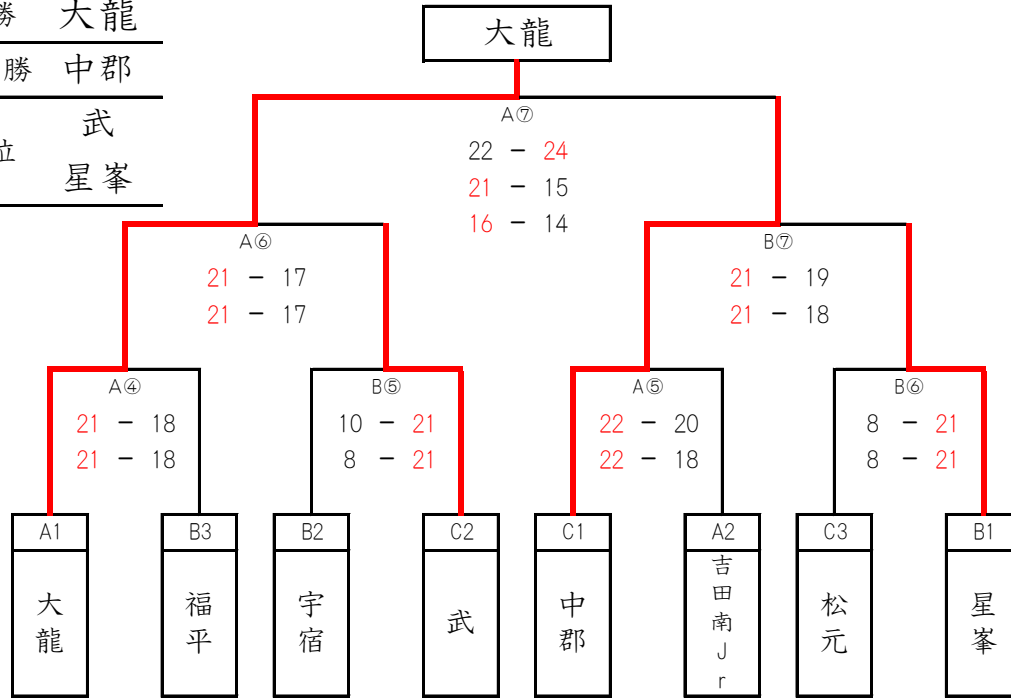 勝 大龍
勝 中郡
位 武
星峯
大龍
A⑦
22 － 24
21 － 15
16 － 14
A⑥
21 － 17
21 － 17
B⑦
21 － 19
21 － 18
A④
21 － 18
21 － 18
B⑤
10 － 21
8 － 21
A⑤
22 － 20
22 － 18
B⑥
8 － 21
8 － 21
A1 B3 B2 C2 C1 A2 C3 B1
大龍
福平
宇宿
武
中郡
吉田南Jr
松元
星峯